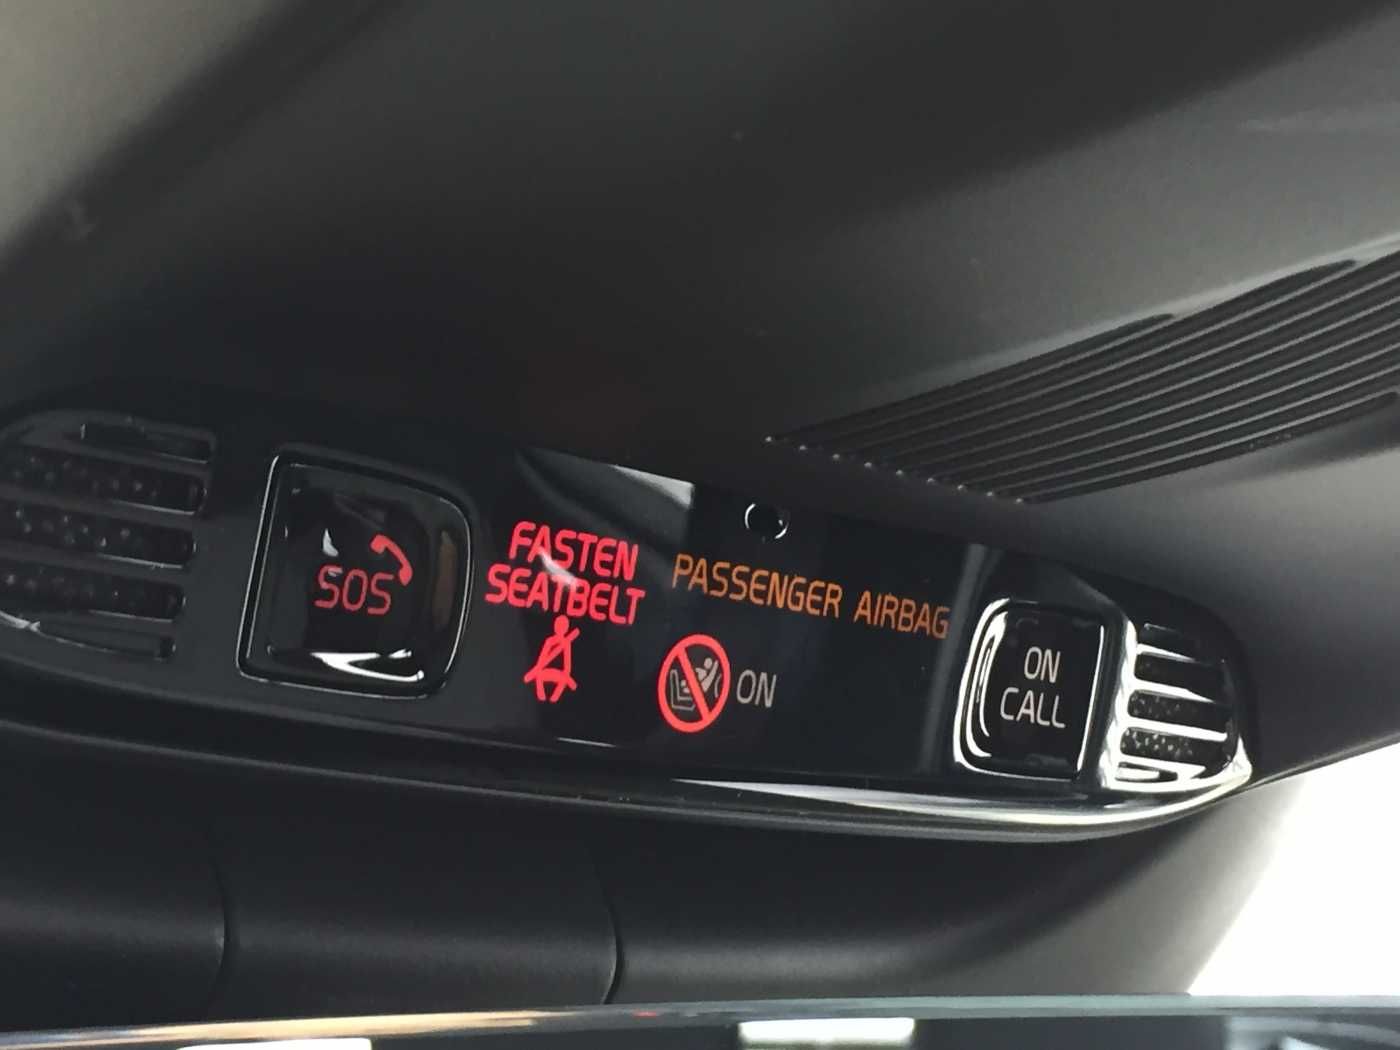 SOS
FASTEN
SEATBELT
PASSENGER AIRBAG
ON
ON
CALL